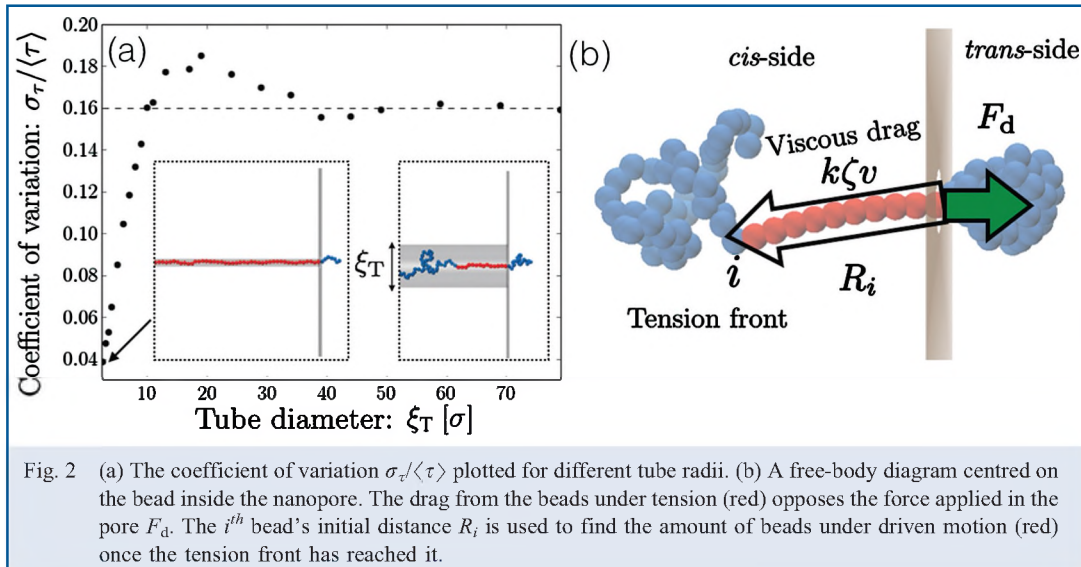 (a)
Coefficient of variation: σ_τ/⟨τ⟩
0.20
0.18
0.16
0.14
0.12
0.10
0.08
0.06
0.04
ξ_T
10
20
30
40
50
60
70
Tube diameter: ξ_T [σ]
(b)
cis-side
trans-side
F_d
Viscous drag
kζv
i
R_i
Tension front
Fig. 2 (a) The coefficient of variation σ_τ/⟨τ⟩ plotted for different tube radii. (b) A free-body diagram centred on
the bead inside the nanopore. The drag from the beads under tension (red) opposes the force applied in the
pore F_d. The i^th bead's initial distance R_i is used to find the amount of beads under driven motion (red)
once the tension front has reached it.